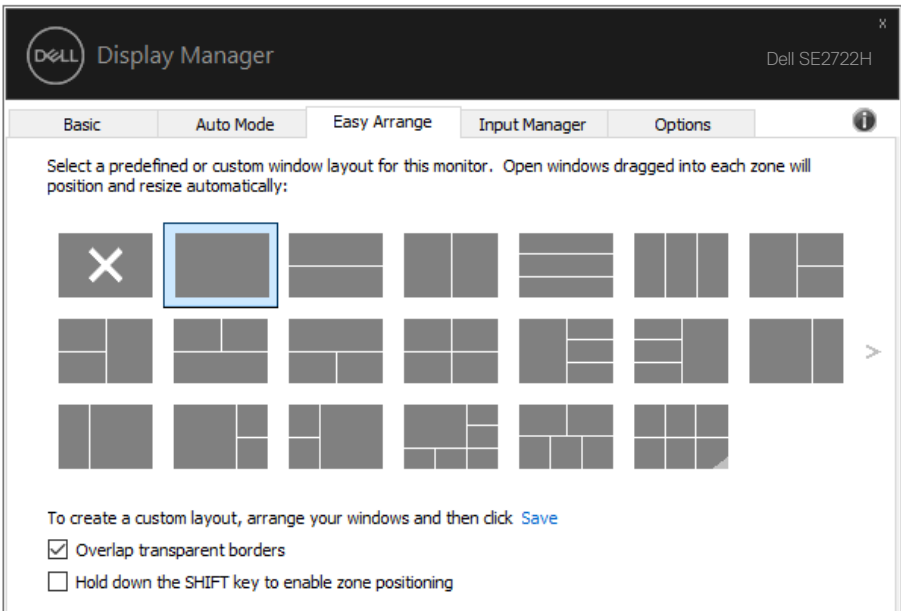 DELL Display Manager
x
Dell SE2722H
Basic Auto Mode Easy Arrange Input Manager Options
Select a predefined or custom window layout for this monitor. Open windows dragged into each zone will
position and resize automatically:
>
To create a custom layout, arrange your windows and then click Save
Overlap transparent borders
Hold down the SHIFT key to enable zone positioning